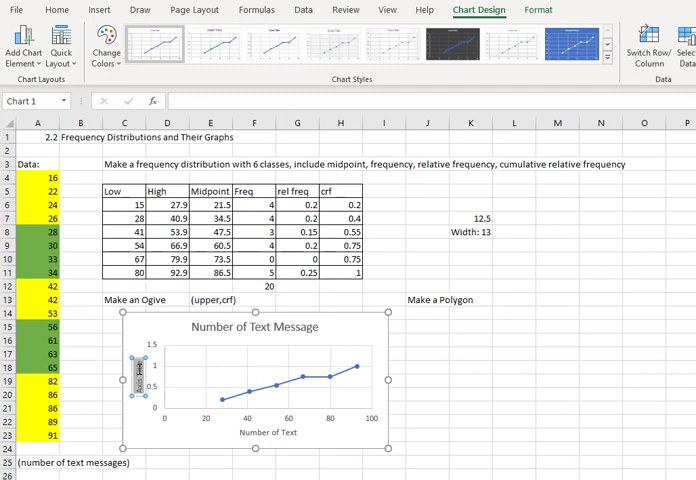 File Home Insert Draw Page Layout Formulas Data Review View Help Chart Design Format
Add Chart Element
Quick Layout
Change Colors
Switch Row/ Column
Selec
Data
Chart Layouts
Chart Styles
Data
Chart 1
fx
A B C D E F G H I J K L M N O P
1 2.2 Frequency Distributions and Their Graphs
2
3 Data: Make a frequency distribution with 6 classes, include midpoint, frequency, relative frequency, cumulative relative frequency
4 16
5 22 Low High Midpoint Freq rel freq crf
6 24 15 27.9 21.5 4 0.2 0.2
7 26 28 40.9 34.5 4 0.2 0.4 12.5
8 28 41 53.9 47.5 3 0.15 0.55 Width: 13
9 30 54 66.9 60.5 4 0.2 0.75
10 33 67 79.9 73.5 0 0 0.75
11 34 80 92.9 86.5 5 0.25 1
12 42 20
13 42 Make an Ogive (upper,crf) Make a Polygon
14 53
15 56
16 61
17 63
18 65
19 82
20 86
21 86
22 89
23 91
24
25 (number of text messages)
26
Number of Text Message
1.5
1
0.5
0
0 20 40 60 80 100
Axis
Number of Text